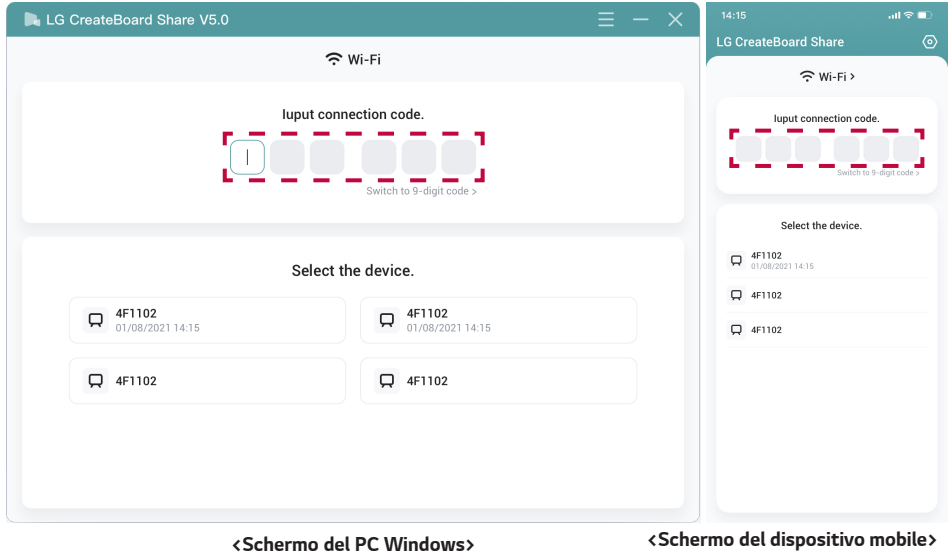 LG CreateBoard Share V5.0
Wi-Fi
Iuput connection code.
Switch to 9-digit code >
Select the device.
4F1102
01/08/2021 14:15
4F1102
01/08/2021 14:15
4F1102
4F1102
<Schermo del PC Windows>
14:15
LG CreateBoard Share
Wi-Fi >
Iuput connection code.
Switch to 9-digit code >
Select the device.
4F1102
01/08/2021 14:15
4F1102
4F1102
<Schermo del dispositivo mobile>